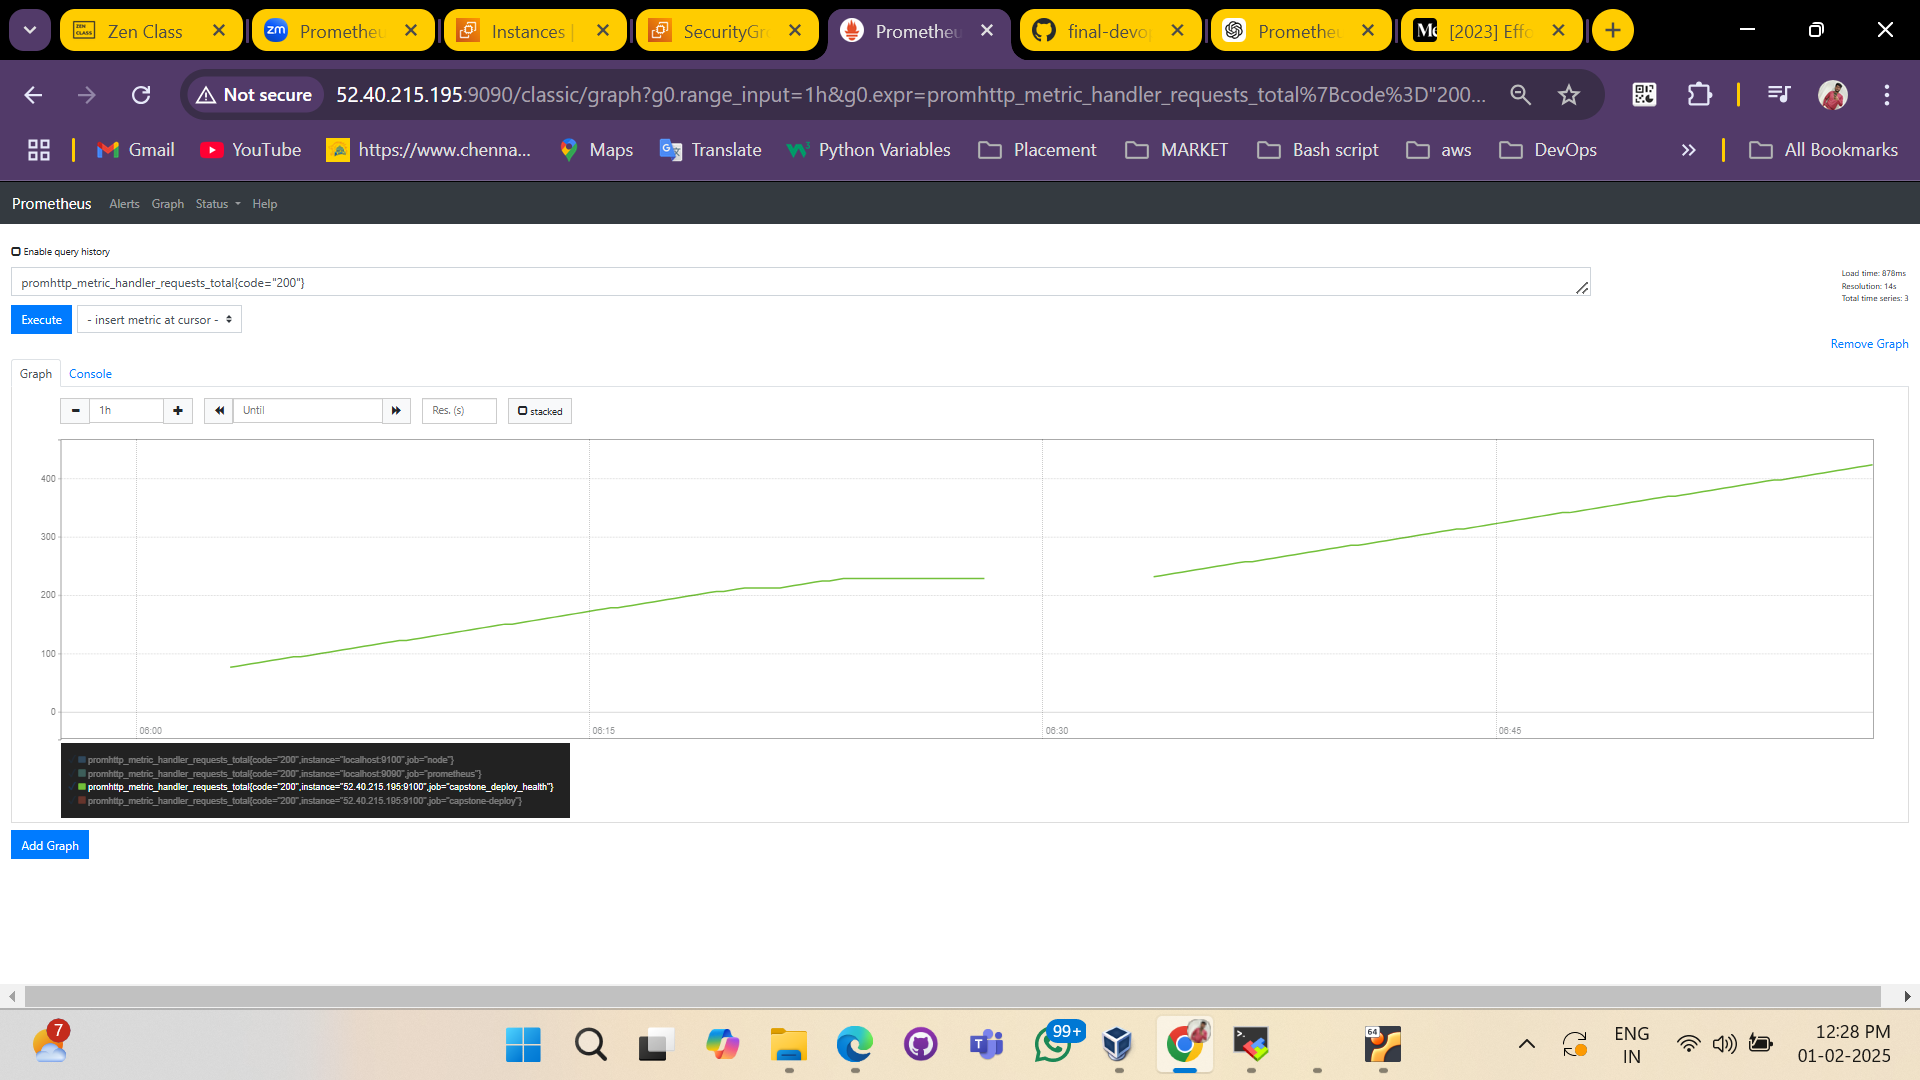 Zen Class
Prometheu
Instances |
SecurityGro
Prometheu
final-devo
Prometheu
[2023] Effo
Not secure
52.40.215.195:9090/classic/graph?g0.range_input=1h&g0.expr=promhttp_metric_handler_requests_total%7Bcode%3D"200...
Gmail
YouTube
https://www.chenna...
Maps
Translate
Python Variables
Placement
MARKET
Bash script
aws
DevOps
All Bookmarks
Prometheus
Alerts
Graph
Status
Help
Enable query history
promhttp_metric_handler_requests_total{code="200"}
Load time: 878ms
Resolution: 14s
Total time series: 3
Execute
- insert metric at cursor -
Remove Graph
Graph
Console
1h
Until
Res. (s)
stacked
400
300
200
100
0
06:00
06:15
06:30
06:45
promhttp_metric_handler_requests_total{code="200",instance="localhost:9100",job="node"}
promhttp_metric_handler_requests_total{code="200",instance="localhost:9090",job="prometheus"}
promhttp_metric_handler_requests_total{code="200",instance="52.40.215.195:9100",job="capstone_deploy_health"}
promhttp_metric_handler_requests_total{code="200",instance="52.40.215.195:9100",job="capstone-deploy"}
Add Graph
7
99+
64
ENG
IN
12:28 PM
01-02-2025